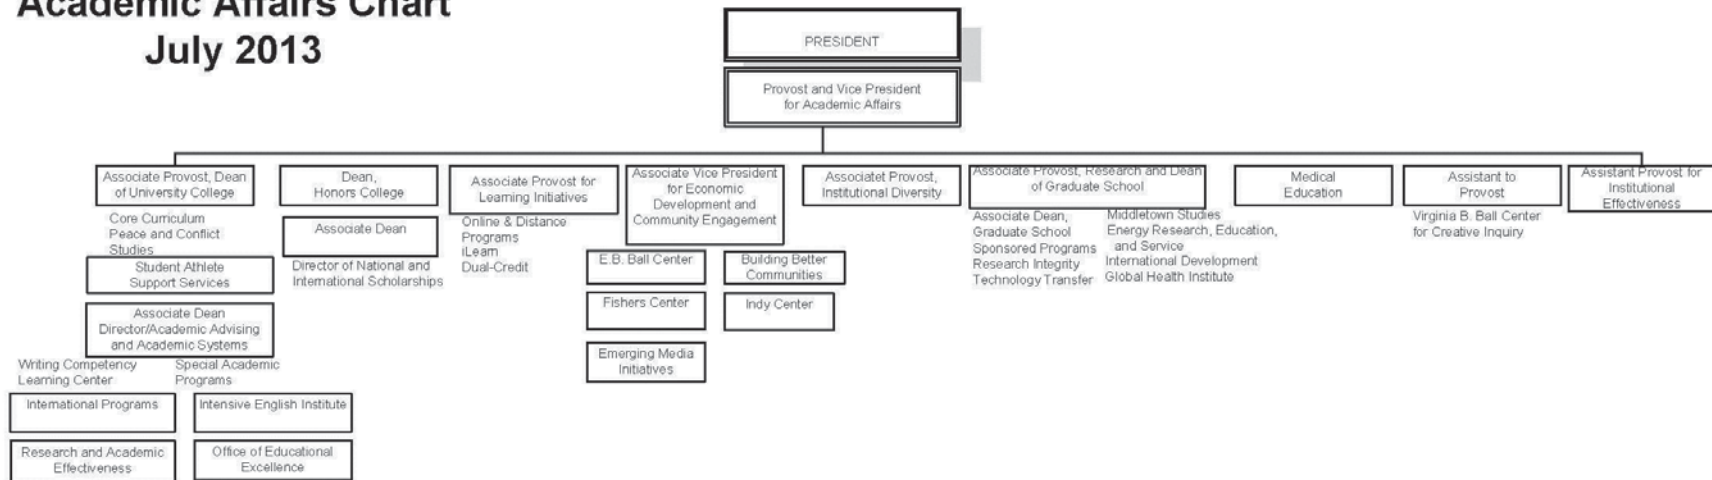 Academic Affairs Chart
July 2013
PRESIDENT
Provost and Vice President
for Academic Affairs
Associate Provost, Dean
of University College
Core Curriculum
Peace and Conflict
Studies
Student Athlete
Support Services
Associate Dean
Director/Academic Advising
and Academic Systems
Writing Competency
Learning Center
Special Academic
Programs
International Programs
Intensive English Institute
Research and Academic
Effectiveness
Office of Educational
Excellence
Dean,
Honors College
Associate Dean
Director of National and
International Scholarships
Associate Provost for
Learning Initiatives
Online & Distance
Programs
iLearn
Dual-Credit
Associate Vice President
for Economic
Development and
Community Engagement
E.B. Ball Center
Building Better
Communities
Fishers Center
Indy Center
Emerging Media
Initiatives
Associatet Provost,
Institutional Diversity
Associate Provost, Research and Dean
of Graduate School
Associate Dean,
Graduate School
Sponsored Programs
Research Integrity
Technology Transfer
Middletown Studies
Energy Research, Education,
and Service
International Development
Global Health Institute
Medical
Education
Assistant to
Provost
Virginia B. Ball Center
for Creative Inquiry
Assistant Provost for
Institutional
Effectiveness